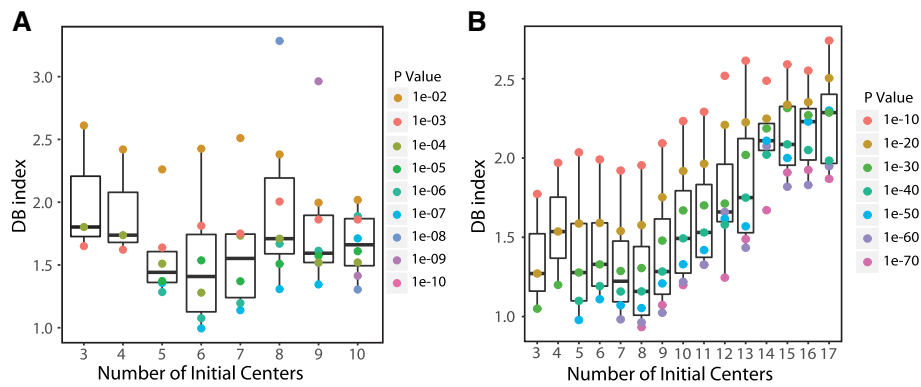 A
DB index
3.0
2.5
2.0
1.5
1.0
3 4 5 6 7 8 9 10
Number of Initial Centers
P Value
1e-02
1e-03
1e-04
1e-05
1e-06
1e-07
1e-08
1e-09
1e-10
B
DB index
2.5
2.0
1.5
1.0
3 4 5 6 7 8 9 10 11 12 13 14 15 16 17
Number of Initial Centers
P Value
1e-10
1e-20
1e-30
1e-40
1e-50
1e-60
1e-70